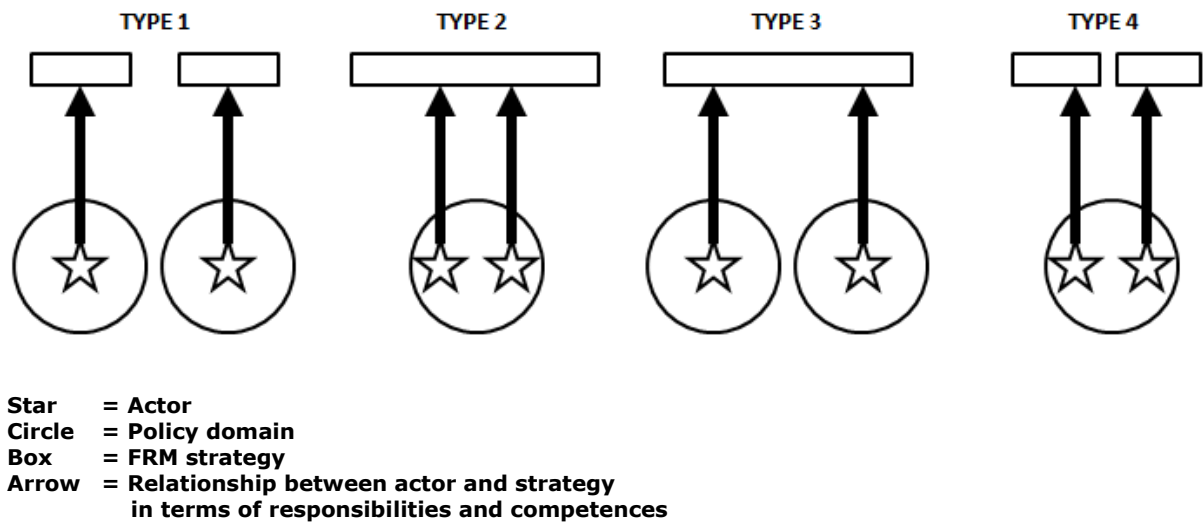 TYPE 1 TYPE 2 TYPE 3 TYPE 4
Star = Actor
Circle = Policy domain
Box = FRM strategy
Arrow = Relationship between actor and strategy
in terms of responsibilities and competences